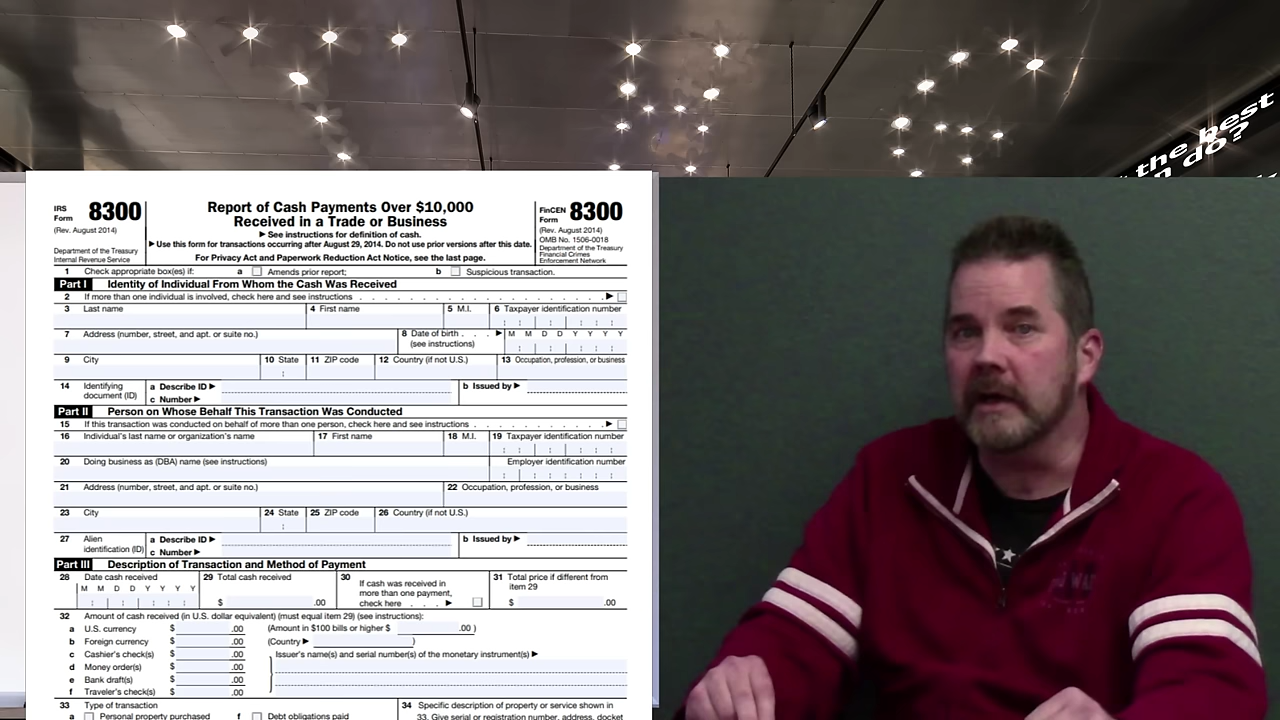 the best
n do?
IRS
Form 8300
(Rev. August 2014)
Department of the Treasury
Internal Revenue Service
Report of Cash Payments Over $10,000
Received in a Trade or Business
▶ See instructions for definition of cash.
▶ Use this form for transactions occurring after August 29, 2014. Do not use prior versions after this date.
For Privacy Act and Paperwork Reduction Act Notice, see the last page.
FinCEN
Form 8300
(Rev. August 2014)
OMB No. 1506-0018
Department of the Treasury
Financial Crimes
Enforcement Network
1 Check appropriate box(es) if: a Amends prior report; b Suspicious transaction.
Part I Identity of Individual From Whom the Cash Was Received
2 If more than one individual is involved, check here and see instructions . . . . . . . . . . . . . . . . . . . . ▶
3 Last name 4 First name 5 M.I. 6 Taxpayer identification number
7 Address (number, street, and apt. or suite no.) 8 Date of birth . . . ▶ M M D D Y Y Y Y
(see instructions)
9 City 10 State 11 ZIP code 12 Country (if not U.S.) 13 Occupation, profession, or business
14 Identifying document (ID) a Describe ID ▶ b Issued by ▶
c Number ▶
Part II Person on Whose Behalf This Transaction Was Conducted
15 If this transaction was conducted on behalf of more than one person, check here and see instructions . . . . . . . . . . ▶
16 Individual's last name or organization's name 17 First name 18 M.I. 19 Taxpayer identification number
20 Doing business as (DBA) name (see instructions) Employer identification number
21 Address (number, street, and apt. or suite no.) 22 Occupation, profession, or business
23 City 24 State 25 ZIP code 26 Country (if not U.S.)
27 Alien identification (ID) a Describe ID ▶ b Issued by ▶
c Number ▶
Part III Description of Transaction and Method of Payment
28 Date cash received
M M D D Y Y Y Y
29 Total cash received
$ .00
30 If cash was received in
more than one payment,
check here . . . ▶
31 Total price if different from
item 29
$ .00
32 Amount of cash received (in U.S. dollar equivalent) (must equal item 29) (see instructions):
a U.S. currency $ .00 (Amount in $100 bills or higher $ .00 )
b Foreign currency $ .00 (Country ▶ )
c Cashier's check(s) $ .00 Issuer's name(s) and serial number(s) of the monetary instrument(s) ▶
d Money order(s) $ .00
e Bank draft(s) $ .00
f Traveler's check(s) $ .00
33 Type of transaction
a Personal property purchased f Debt obligations paid
34 Specific description of property or service shown in
33. Give serial or registration number, address, docket